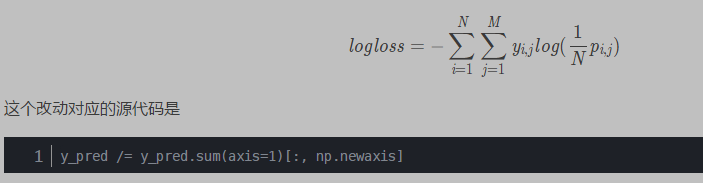 logloss = −∑_{i=1}^{N} ∑_{j=1}^{M} y_{i,j}log(\frac{1}{N}p_{i,j})
这个改动对应的源代码是
1 y_pred /= y_pred.sum(axis=1)[:, np.newaxis]